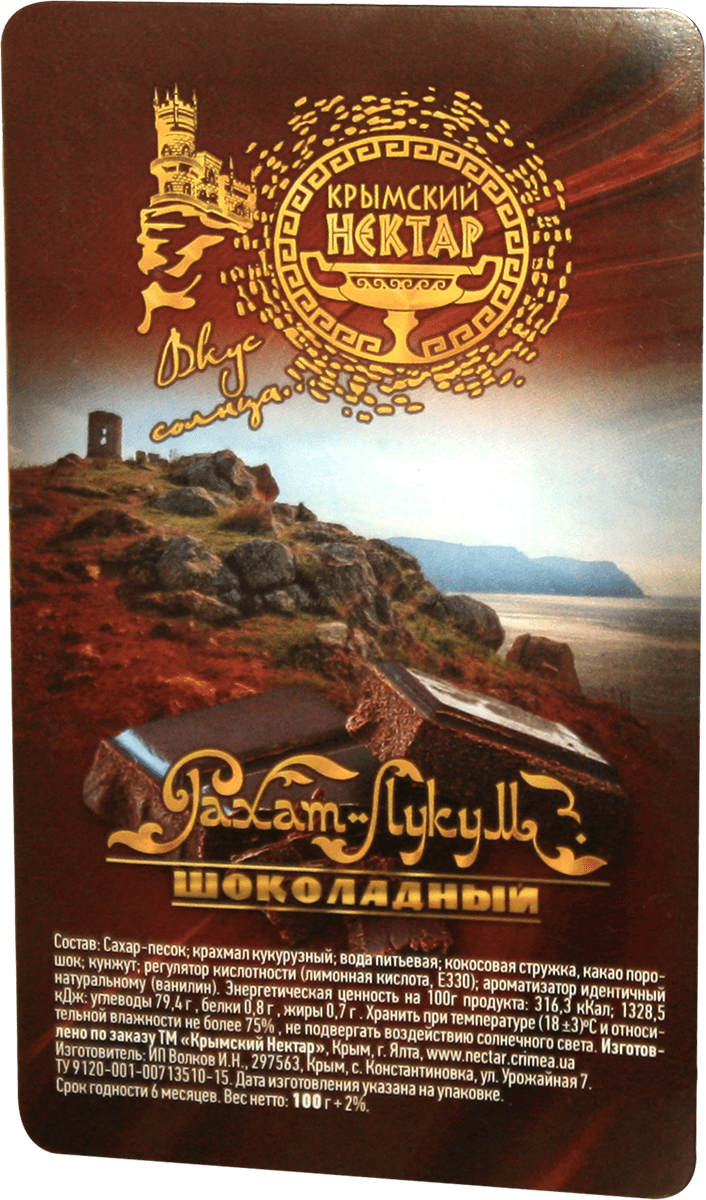 КРЫМСКИЙ
НЕКТАР
Вкус
солнца...
Рахат-Лукум
ШОКОЛАДНЫЙ
Состав: Сахар-песок; крахмал кукурузный; вода питьевая; кокосовая стружка, какао поро-
шок; кунжут; регулятор кислотности (лимонная кислота, Е330); ароматизатор идентичный
натуральному (ванилин). Энергетическая ценность на 100г продукта: 316,3 кКал; 1328,5
кДж: углеводы 79,4 г , белки 0,8 г , жиры 0,7 г . Хранить при температуре (18 ±3)ºС и относи-
тельной влажности не более 75% , не подвергать воздействию солнечного света. Изготов-
лено по заказу ТМ «Крымский Нектар», Крым, г. Ялта, www.nectar.crimea.ua
Изготовитель: ИП Волков И.Н., 297563, Крым, с. Константиновка, ул. Урожайная 7.
ТУ 9120-001-00713510-15. Дата изготовления указана на упаковке.
Срок годности 6 месяцев. Вес нетто: 100 г + 2%.